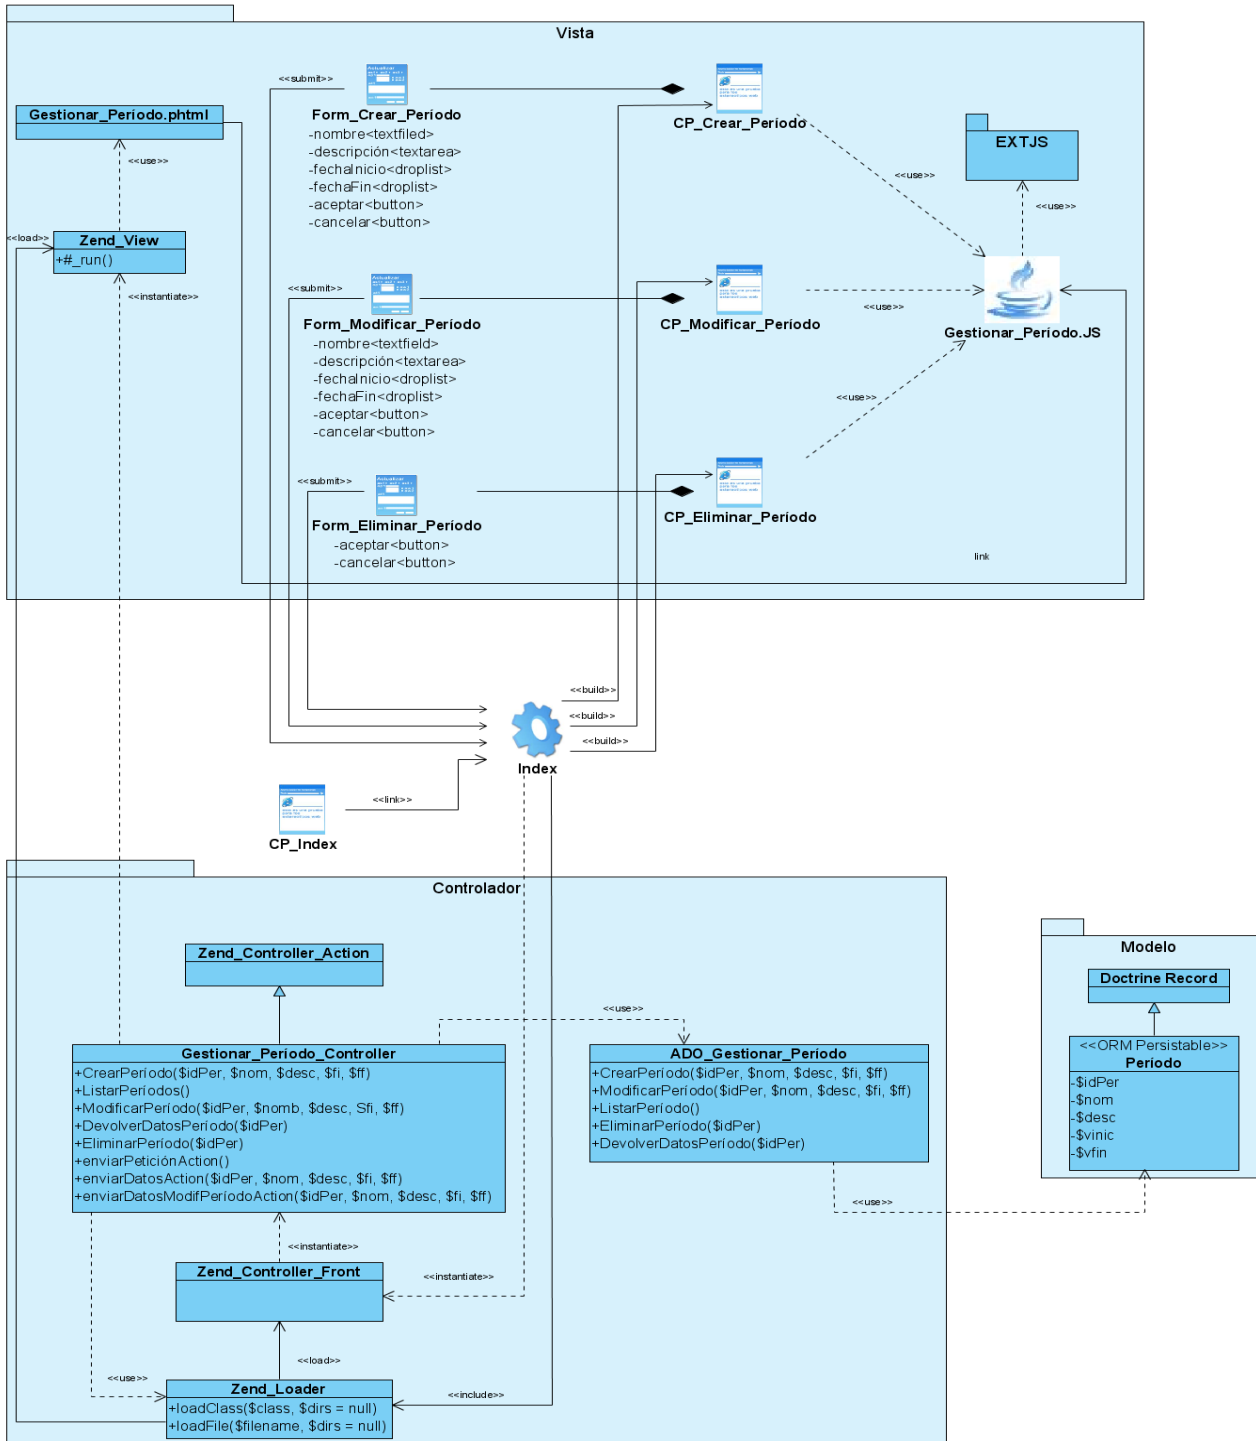 Vista
<<submit>>
Form_Crear_Período
-nombre<textfiled>
-descripción<textarea>
-fechaInicio<droplist>
-fechaFin<droplist>
-aceptar<button>
-cancelar<button>
CP_Crear_Período
Gestionar_Período.phtml
<<use>>
EXTJS
<<use>>
<<use>>
<<load>>
Zend_View
+#_run()
<<instantiate>>
<<submit>>
Form_Modificar_Período
-nombre<textfield>
-descripción<textarea>
-fechaInicio<droplist>
-fechaFin<droplist>
-aceptar<button>
-cancelar<button>
CP_Modificar_Período
<<use>>
Gestionar_Período.JS
<<use>>
<<submit>>
Form_Eliminar_Período
-aceptar<button>
-cancelar<button>
CP_Eliminar_Período
link
<<build>>
<<build>>
<<build>>
Index
<<link>>
CP_Index
Controlador
Zend_Controller_Action
<<use>>
Gestionar_Período_Controller
+CrearPeríodo($idPer, $nom, $desc, $fi, $ff)
+ListarPeríodos()
+ModificarPeríodo($idPer, $nomb, $desc, Sfi, $ff)
+DevolverDatosPeríodo($idPer)
+EliminarPeríodo($idPer)
+enviarPeticiónAction()
+enviarDatosAction($idPer, $nom, $desc, $fi, $ff)
+enviarDatosModifPeríodoAction($idPer, $nom, $desc, $fi, $ff)
ADO_Gestionar_Período
+CrearPeríodo($idPer, $nom, $desc, $fi, $ff)
+ModificarPeríodo($idPer, $nom, $desc, $fi, $ff)
+ListarPeríodo()
+EliminarPeríodo($idPer)
+DevolverDatosPeríodo($idPer)
Modelo
Doctrine Record
<<ORM Persistable>>
Período
-$idPer
-$nom
-$desc
-$vinic
-$vfin
<<use>>
<<instantiate>>
Zend_Controller_Front
<<instantiate>>
<<load>>
<<use>>
Zend_Loader
+loadClass($class, $dirs = null)
+loadFile($filename, $dirs = null)
<<include>>